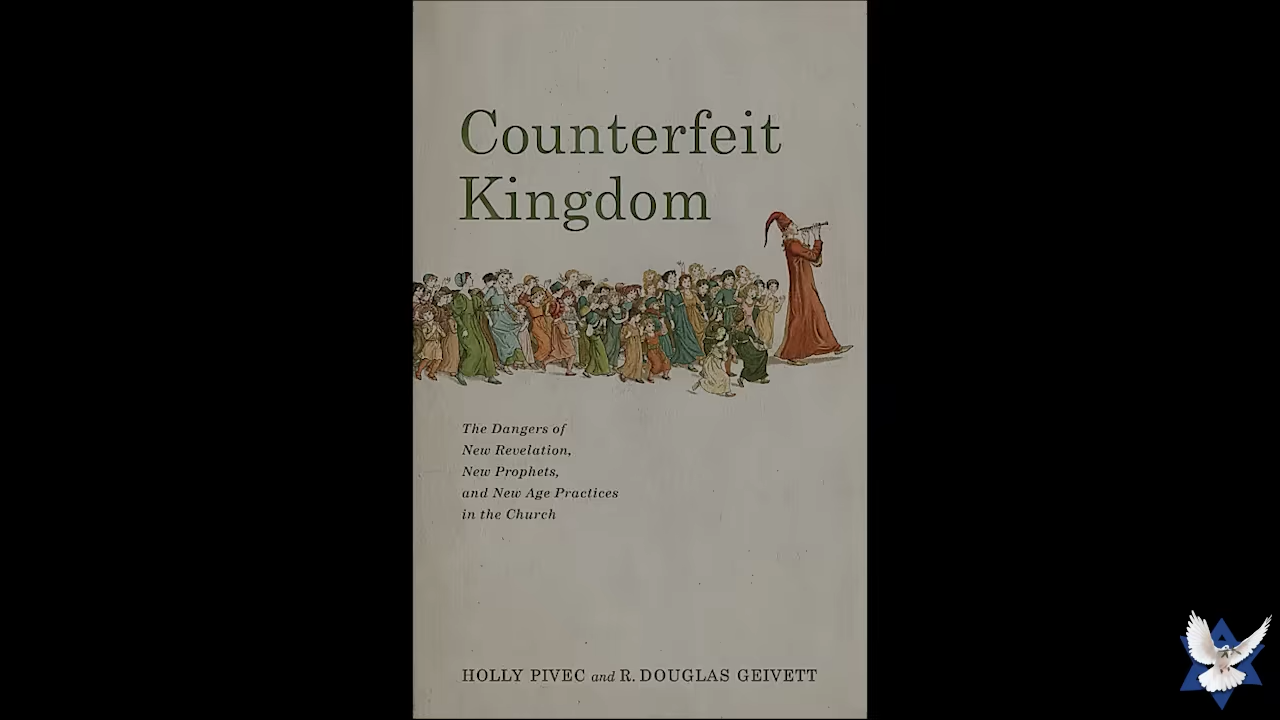 Counterfeit
Kingdom
The Dangers of
New Revelation,
New Prophets,
and New Age Practices
in the Church
HOLLY PIVEC and R. DOUGLAS GEIVETT